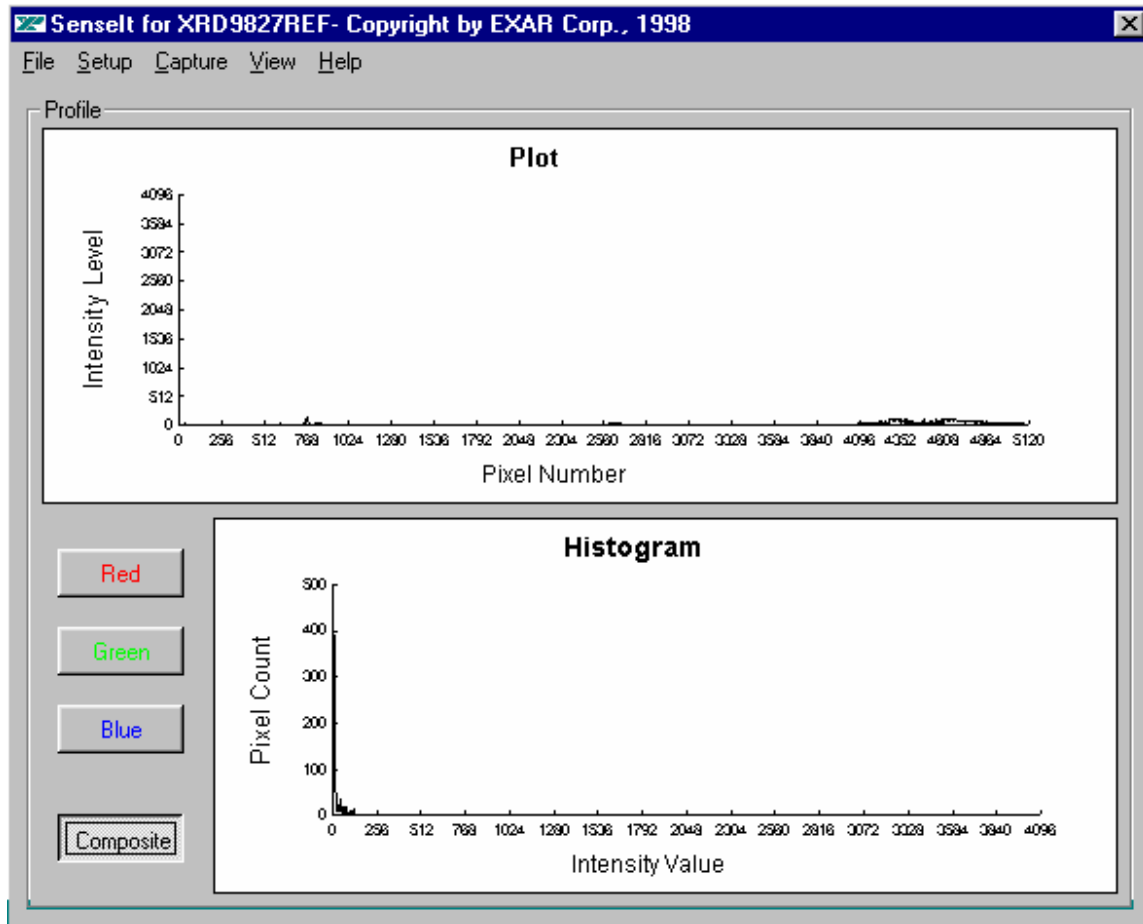 SenseIt for XRD9827REF- Copyright by EXAR Corp., 1998
File Setup Capture View Help
Profile
Plot
Intensity Level
4096
3584
3072
2560
2048
1536
1024
512
0
0 256 512 768 1024 1280 1536 1792 2048 2304 2560 2816 3072 3328 3584 3840 4096 4352 4608 4864 5120
Pixel Number
Red
Green
Blue
Composite
Histogram
Pixel Count
500
400
300
200
100
0
0 256 512 768 1024 1280 1536 1792 2048 2304 2560 2816 3072 3328 3584 3840 4096
Intensity Value